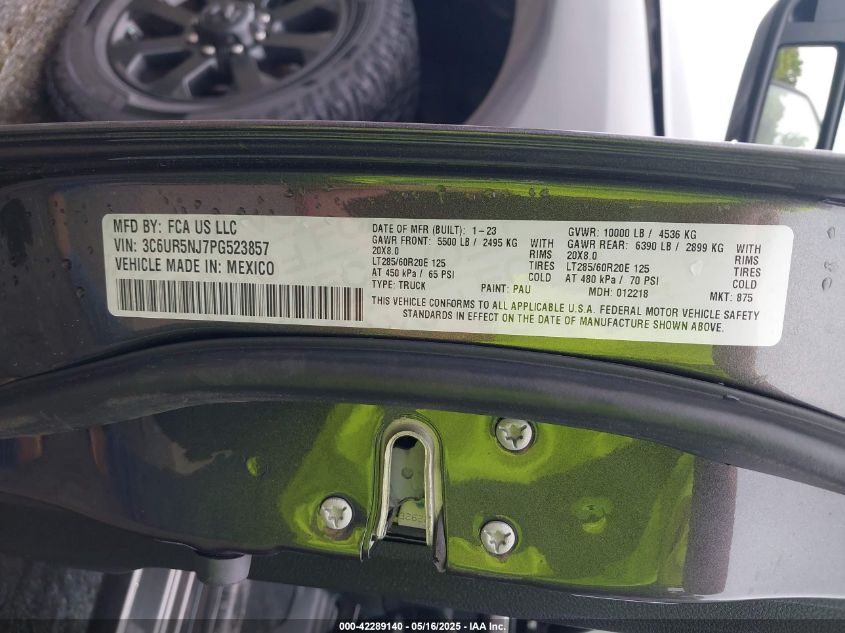 MFD BY: FCA US LLC
VIN: 3C6UR5NJ7PG523857
VEHICLE MADE IN: MEXICO
DATE OF MFR (BUILT): 1-23
GAWR FRONT: 5500 LB / 2495 KG WITH
20X8.0 RIMS
LT285/60R20E 125 TIRES
AT 450 kPa / 65 PSI COLD
TYPE: TRUCK PAINT: PAU
GVWR: 10000 LB / 4536 KG
GAWR REAR: 6390 LB / 2899 KG WITH
20X8.0 RIMS
LT285/60R20E 125 TIRES
AT 480 kPa / 70 PSI COLD
MDH: 012218 MKT: 875
THIS VEHICLE CONFORMS TO ALL APPLICABLE U.S.A. FEDERAL MOTOR VEHICLE SAFETY
STANDARDS IN EFFECT ON THE DATE OF MANUFACTURE SHOWN ABOVE.
000-42289140 - 05/16/2025 - IAAI.com